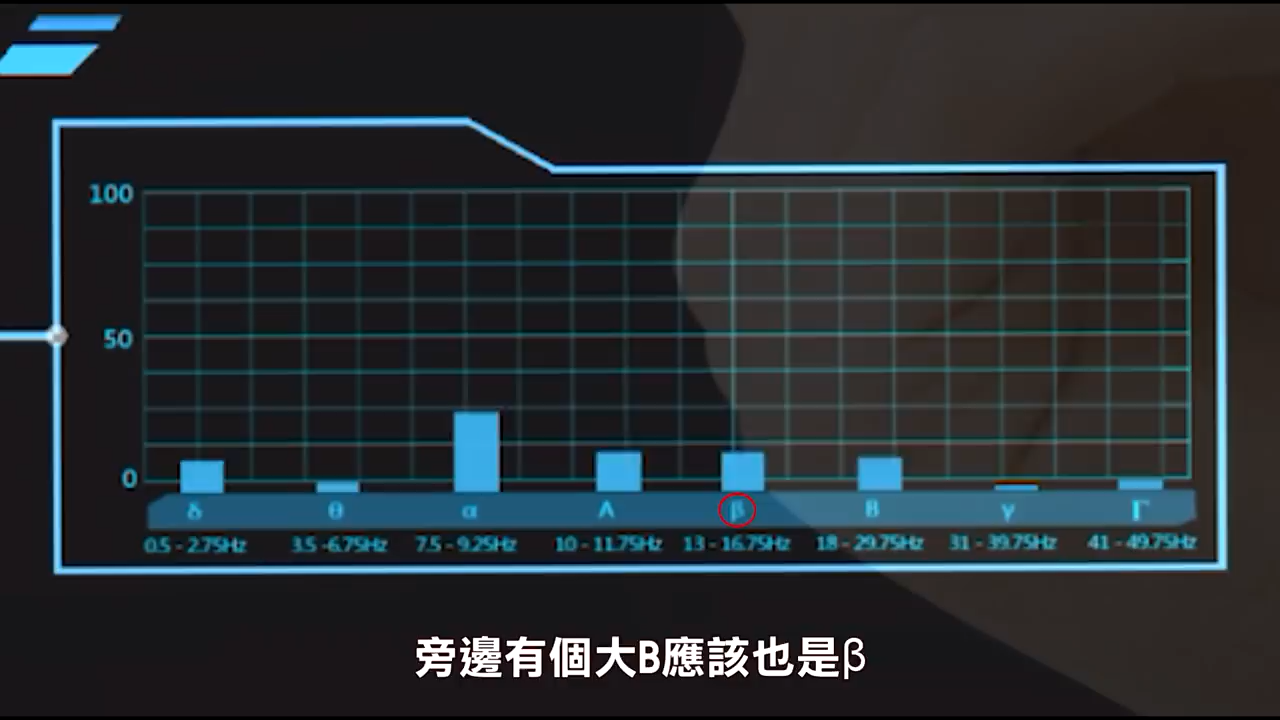 100
50
0
δ θ α A β B γ Γ
0.5 - 2.75Hz 3.5 -6.75Hz 7.5 - 9.25Hz 10 - 11.75Hz 13 - 16.75Hz 18 - 29.75Hz 31 - 39.75Hz 41 - 49.75Hz
旁邊有個大B應該也是β